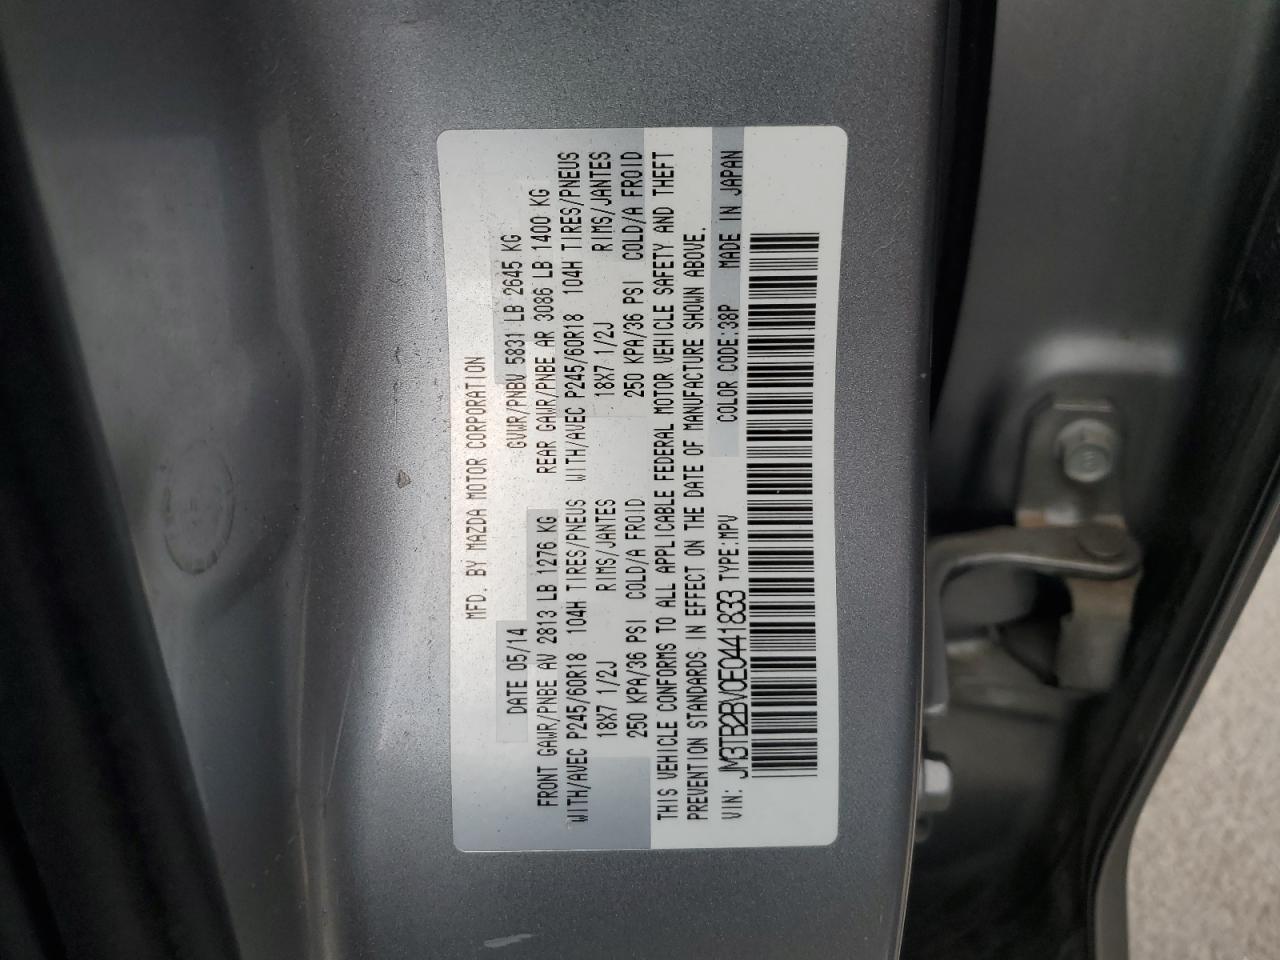 MFD. BY MAZDA MOTOR CORPORATION
DATE 05/14 GVWR/PNBV 5831 LB 2645 KG
FRONT GAWR/PNBE AV 2813 LB 1276 KG REAR GAWR/PNBE AR 3086 LB 1400 KG
WITH/AVEC P245/60R18 104H TIRES/PNEUS WITH/AVEC P245/60R18 104H TIRES/PNEUS
18X7 1/2J RIMS/JANTES 18X7 1/2J RIMS/JANTES
250 KPA/36 PSI COLD/A FROID 250 KPA/36 PSI COLD/A FROID
THIS VEHICLE CONFORMS TO ALL APPLICABLE FEDERAL MOTOR VEHICLE SAFETY AND THEFT
PREVENTION STANDARDS IN EFFECT ON THE DATE OF MANUFACTURE SHOWN ABOVE.
VIN: JM3TB2BV0E0441833 TYPE:MPV COLOR CODE:38P MADE IN JAPAN